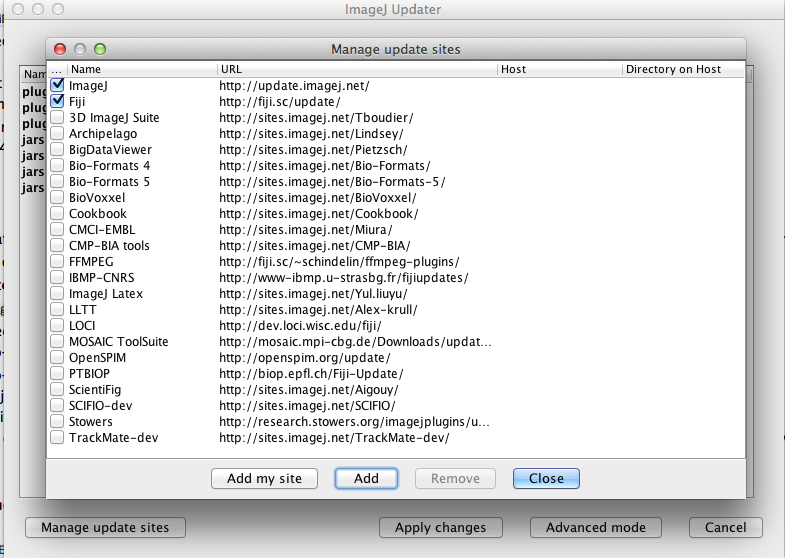 ImageJ Updater
Manage update sites
... Name URL Host Directory on Host
ImageJ http://update.imagej.net/
Fiji http://fiji.sc/update/
3D ImageJ Suite http://sites.imagej.net/Tboudier/
Archipelago http://sites.imagej.net/Lindsey/
BigDataViewer http://sites.imagej.net/Pietzsch/
Bio-Formats 4 http://sites.imagej.net/Bio-Formats/
Bio-Formats 5 http://sites.imagej.net/Bio-Formats-5/
BioVoxxel http://sites.imagej.net/BioVoxxel/
Cookbook http://sites.imagej.net/Cookbook/
CMCI-EMBL http://sites.imagej.net/Miura/
CMP-BIA tools http://sites.imagej.net/CMP-BIA/
FFMPEG http://fiji.sc/~schindelin/ffmpeg-plugins/
IBMP-CNRS http://www-ibmp.u-strasbg.fr/fijiupdates/
ImageJ Latex http://sites.imagej.net/Yul.liuyu/
LLTT http://sites.imagej.net/Alex-krull/
LOCI http://dev.loci.wisc.edu/fiji/
MOSAIC ToolSuite http://mosaic.mpi-cbg.de/Downloads/updat...
OpenSPIM http://openspim.org/update/
PTBIOP http://biop.epfl.ch/Fiji-Update/
ScientiFig http://sites.imagej.net/Aigouy/
SCIFIO-dev http://sites.imagej.net/SCIFIO/
Stowers http://research.stowers.org/imagejplugins/u...
TrackMate-dev http://sites.imagej.net/TrackMate-dev/
Add my site Add Remove Close
Manage update sites Apply changes Advanced mode Cancel